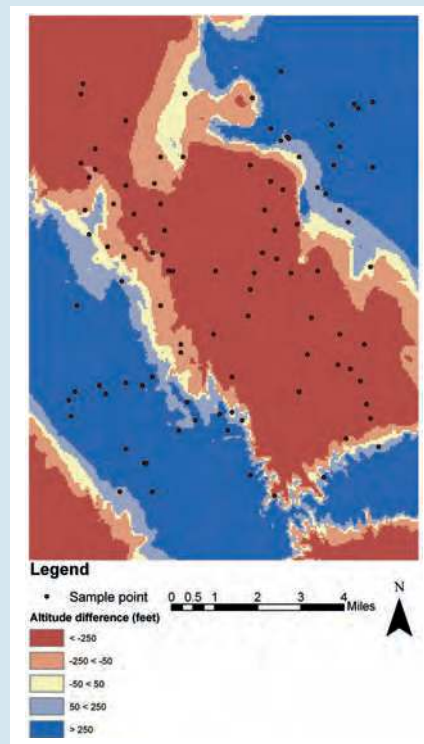 Legend
Sample point
0 0.5 1 2 3 4
Miles
N
Altitude difference (feet)
< -250
-250 < -50
-50 < 50
50 < 250
> 250